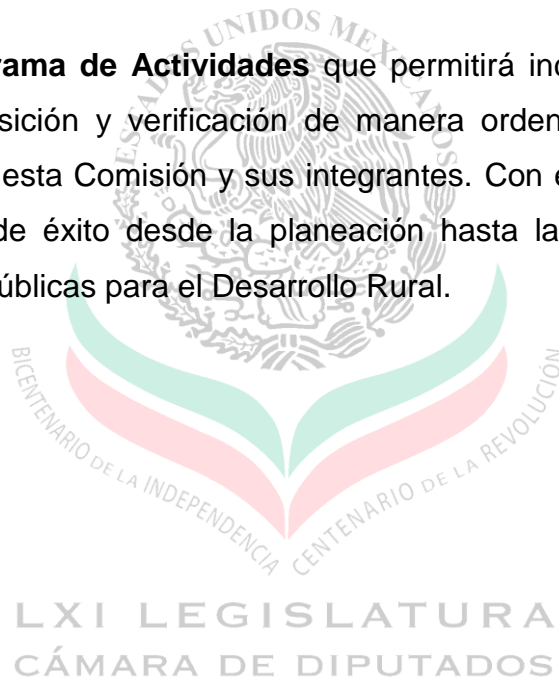 UNIDOS MEXICANOS
ESTADOS
rama de Actividades que permitirá inc
sición y verificación de manera orden
esta Comisión y sus integrantes. Con e
de éxito desde la planeación hasta la
úblicas para el Desarrollo Rural.
BICENTENARIO DE LA INDEPENDENCIA CENTENARIO DE LA REVOLUCIÓN
LXI LEGISLATURA
CÁMARA DE DIPUTADOS